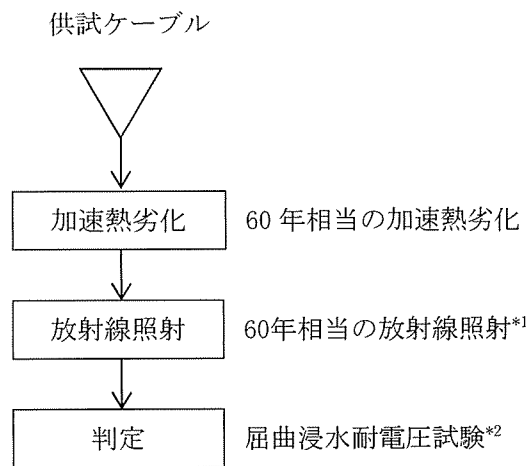 供試ケーブル
加速熱劣化 60年相当の加速熱劣化
放射線照射 60年相当の放射線照射*1
判定 屈曲浸水耐電圧試験*2